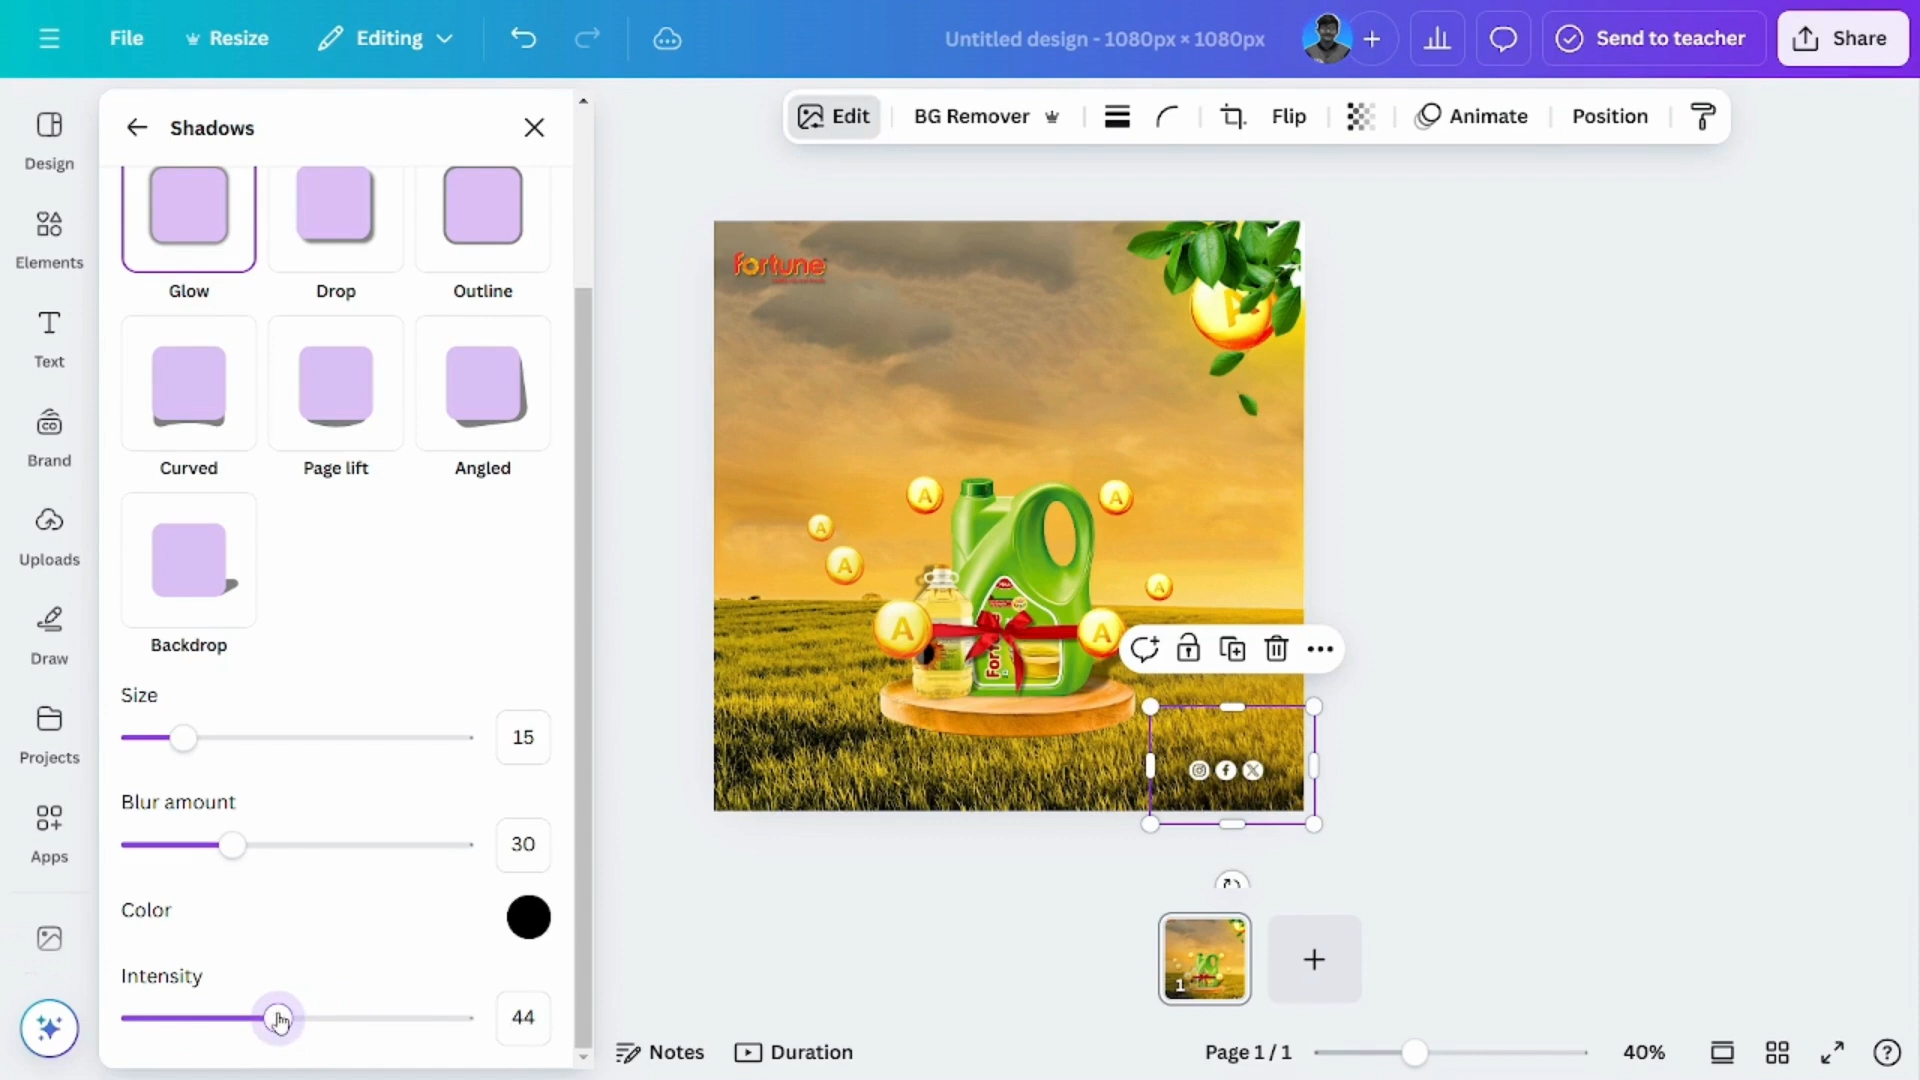 File
Resize
Editing
Untitled design - 1080px × 1080px
Send to teacher
Share
Design
Elements
Text
Brand
Uploads
Draw
Projects
Apps
Shadows
Glow
Drop
Outline
Curved
Page lift
Angled
Backdrop
Size
15
Blur amount
30
Color
Intensity
44
Edit
BG Remover
Flip
Animate
Position
fortune
A
A
A
A
A
A
A
A
1
Notes
Duration
Page 1 / 1
40%